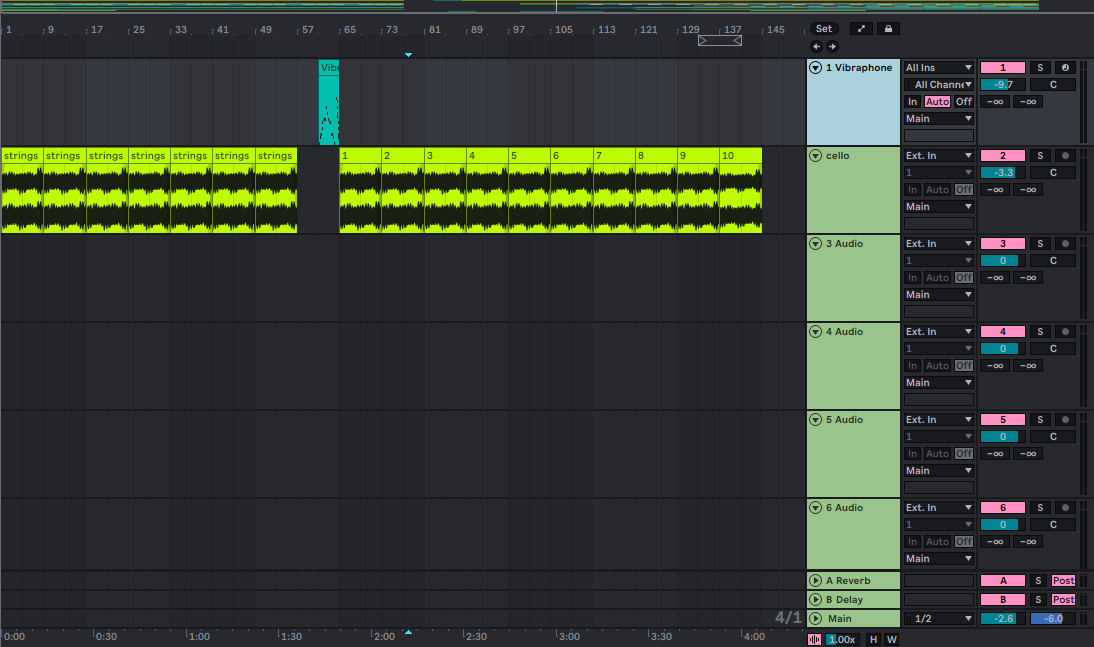 1 9 17 25 33 41 49 57 65 73 81 89 97 105 113 121 129 137 145 Set
Vib 1 Vibraphone All Ins 1 S
All Channe -9.7 C
In Auto Off -∞ -∞
Main
strings strings strings strings strings strings strings 1 2 3 4 5 6 7 8 9 10 cello Ext. In 2 S
1 -3.3 C
In Auto Off -∞ -∞
Main
3 Audio Ext. In 3 S
1 0 C
In Auto Off -∞ -∞
Main
4 Audio Ext. In 4 S
1 0 C
In Auto Off -∞ -∞
Main
5 Audio Ext. In 5 S
1 0 C
In Auto Off -∞ -∞
Main
6 Audio Ext. In 6 S
1 0 C
In Auto Off -∞ -∞
Main
A Reverb A S Post
B Delay B S Post
4/1 Main 1/2 -2.6 -6.0
0:00 0:30 1:00 1:30 2:00 2:30 3:00 3:30 4:00 1.00x H W